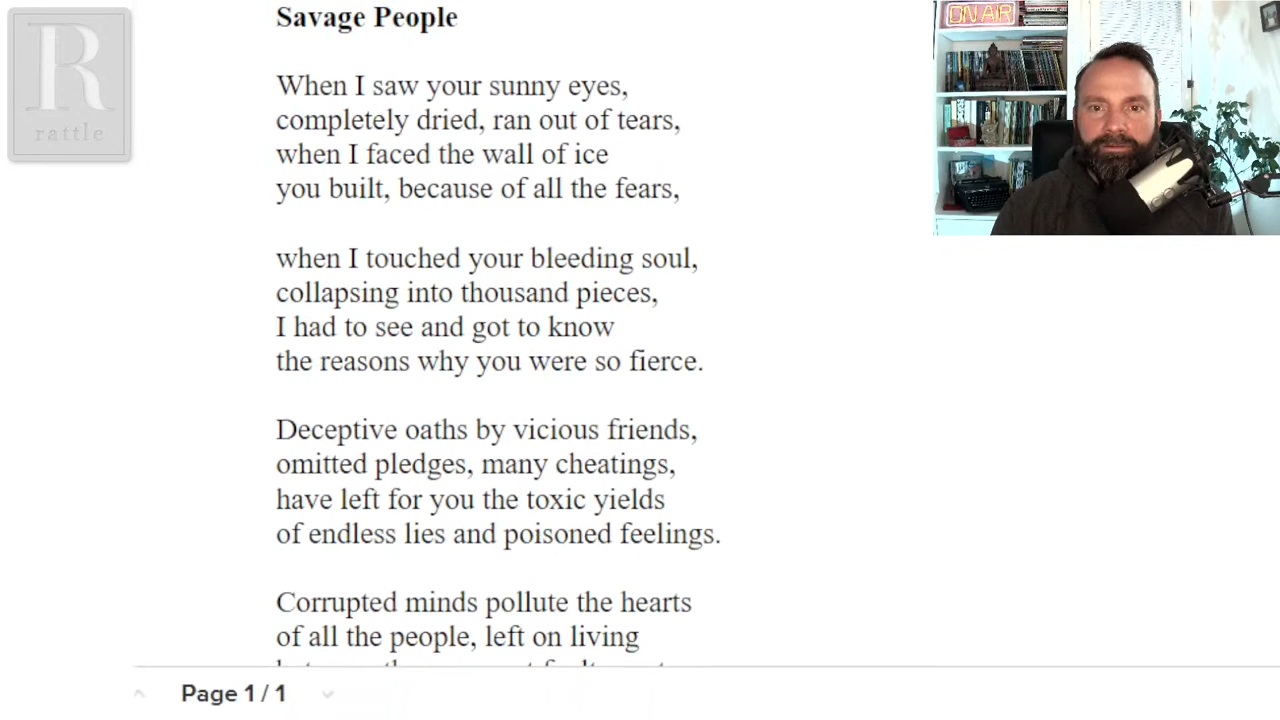 R
rattle
ON AIR
Savage People
When I saw your sunny eyes,
completely dried, ran out of tears,
when I faced the wall of ice
you built, because of all the fears,
when I touched your bleeding soul,
collapsing into thousand pieces,
I had to see and got to know
the reasons why you were so fierce.
Deceptive oaths by vicious friends,
omitted pledges, many cheatings,
have left for you the toxic yields
of endless lies and poisoned feelings.
Corrupted minds pollute the hearts
of all the people, left on living
Page 1 / 1